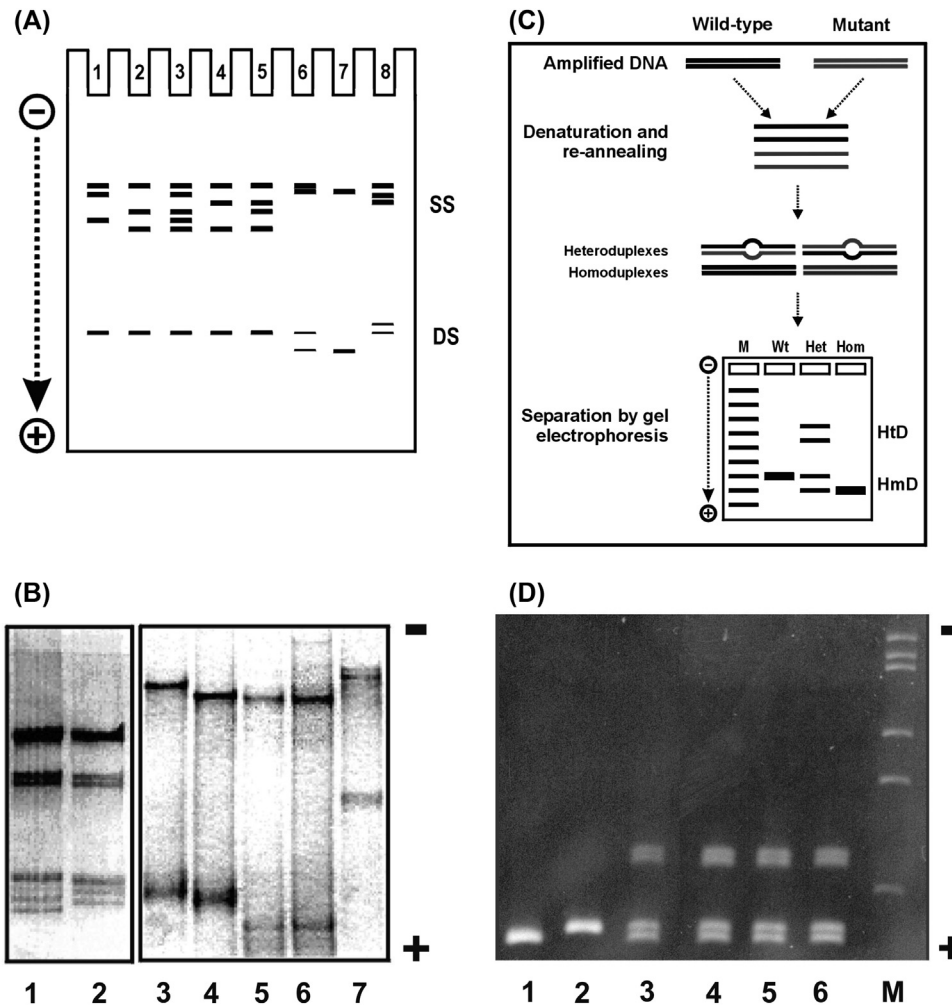 (A)
1 2 3 4 5 6 7 8
−
SS
DS
+
(B)
-
+
1 2 3 4 5 6 7
(C)
Wild-type Mutant
Amplified DNA
Denaturation and
re-annealing
Heteroduplexes
Homoduplexes
M Wt Het Hom
−
Separation by gel
electrophoresis
HtD
HmD
+
(D)
-
+
1 2 3 4 5 6 M